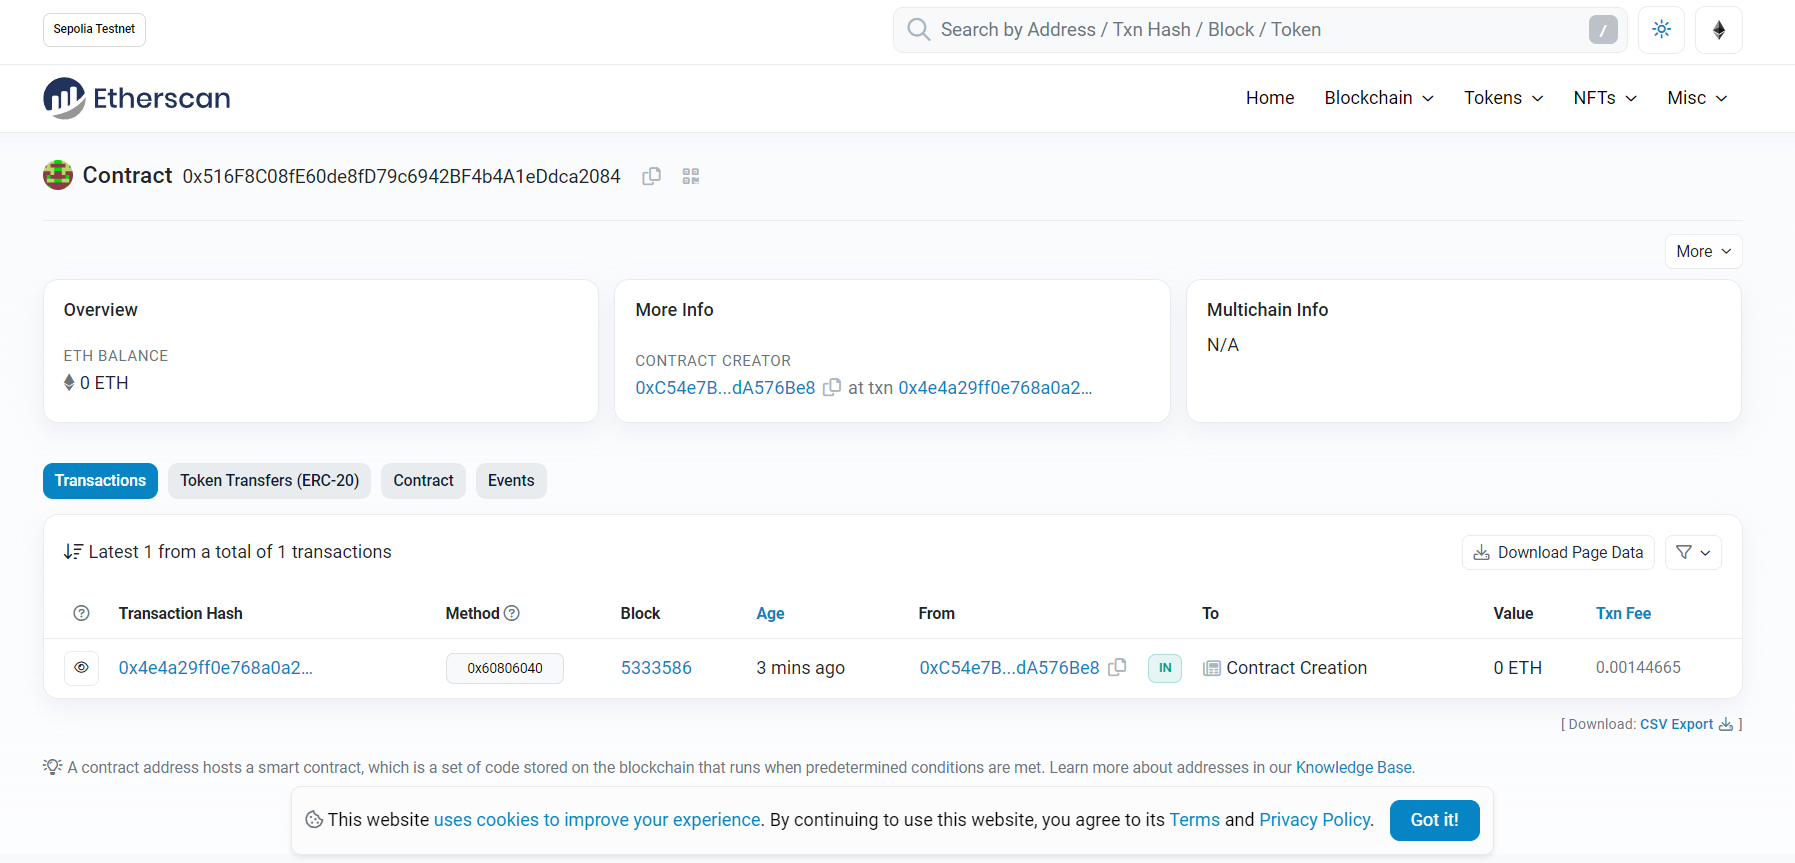 Sepolia Testnet
Search by Address / Txn Hash / Block / Token
/
Etherscan
Home Blockchain Tokens NFTs Misc
Contract 0x516F8C08fE60de8fD79c6942BF4b4A1eDdca2084
More
Overview
ETH BALANCE
0 ETH
More Info
CONTRACT CREATOR
0xC54e7B...dA576Be8 at txn 0x4e4a29ff0e768a0a2...
Multichain Info
N/A
Transactions Token Transfers (ERC-20) Contract Events
Latest 1 from a total of 1 transactions
Download Page Data
Transaction Hash Method Block Age From To Value Txn Fee
0x4e4a29ff0e768a0a2... 0x60806040 5333586 3 mins ago 0xC54e7B...dA576Be8 IN Contract Creation 0 ETH 0.00144665
[ Download: CSV Export ]
A contract address hosts a smart contract, which is a set of code stored on the blockchain that runs when predetermined conditions are met. Learn more about addresses in our Knowledge Base.
This website uses cookies to improve your experience. By continuing to use this website, you agree to its Terms and Privacy Policy.
Got it!